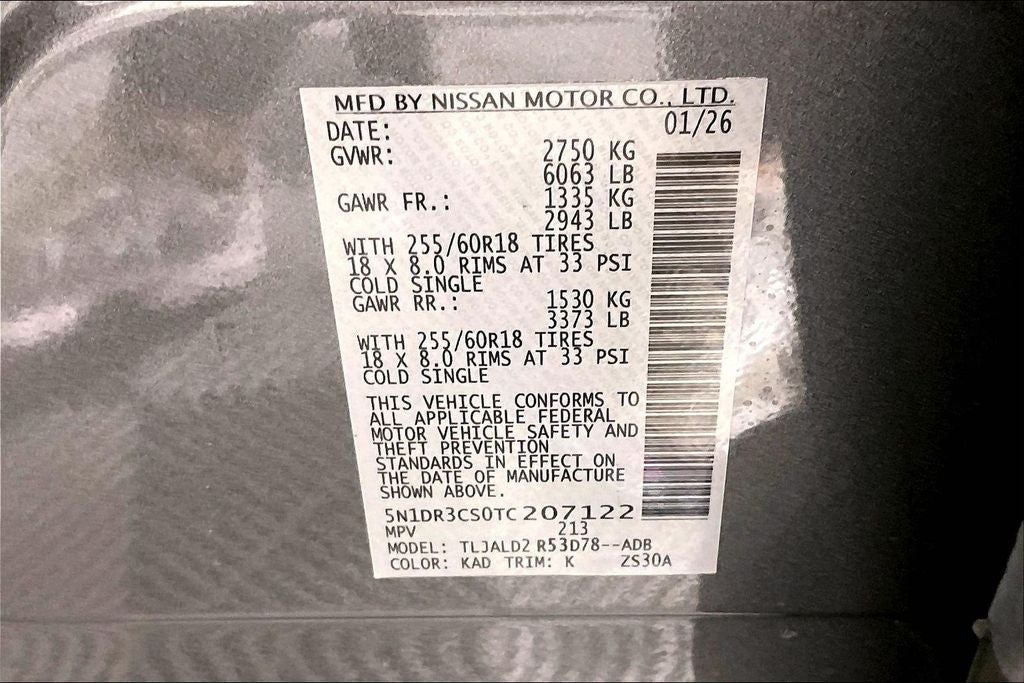 MFD BY NISSAN MOTOR CO., LTD.
DATE: 01/26
GVWR: 2750 KG
6063 LB
GAWR FR.: 1335 KG
2943 LB
WITH 255/60R18 TIRES
18 X 8.0 RIMS AT 33 PSI
COLD SINGLE
GAWR RR.: 1530 KG
3373 LB
WITH 255/60R18 TIRES
18 X 8.0 RIMS AT 33 PSI
COLD SINGLE
THIS VEHICLE CONFORMS TO
ALL APPLICABLE FEDERAL
MOTOR VEHICLE SAFETY AND
THEFT PREVENTION
STANDARDS IN EFFECT ON
THE DATE OF MANUFACTURE
SHOWN ABOVE.
5N1DR3CS0TC207122
MPV 213
MODEL: TLJALD2 R53D78--ADB
COLOR: KAD TRIM: K ZS30A